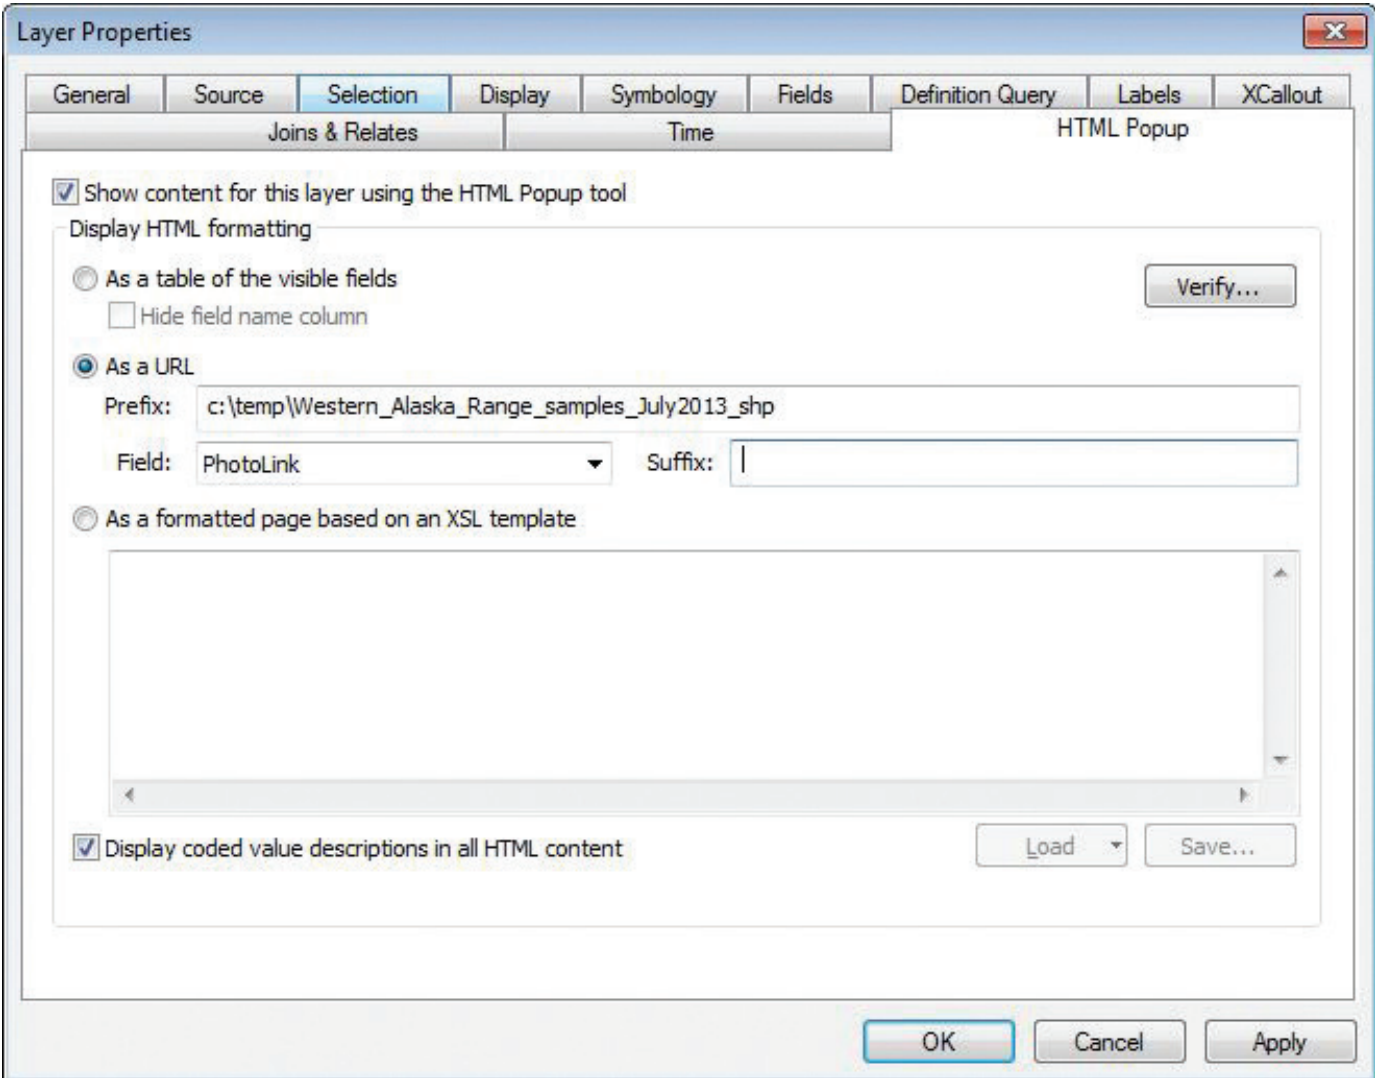 Layer Properties
General Source Selection Display Symbology Fields Definition Query Labels XCallout
Joins & Relates Time HTML Popup
Show content for this layer using the HTML Popup tool
Display HTML formatting
As a table of the visible fields
Verify...
Hide field name column
As a URL
Prefix: c:\temp\Western_Alaska_Range_samples_July2013_shp
Field: PhotoLink Suffix:
As a formatted page based on an XSL template
Display coded value descriptions in all HTML content Load Save...
OK Cancel Apply